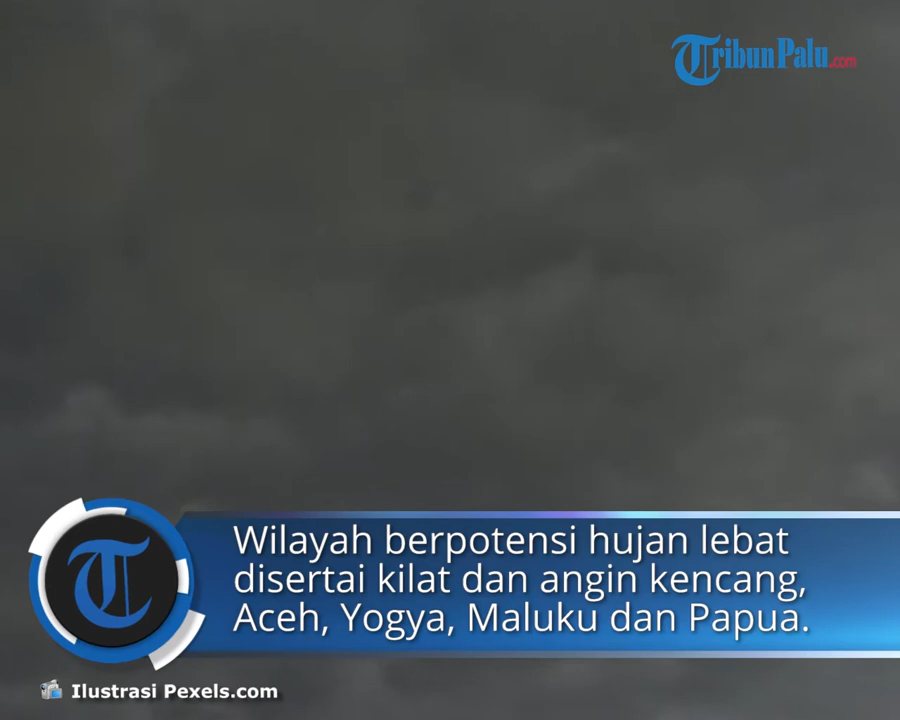 TribunPalu.com
Wilayah berpotensi hujan lebat
disertai kilat dan angin kencang,
Aceh, Yogya, Maluku dan Papua.
T
Ilustrasi Pexels.com